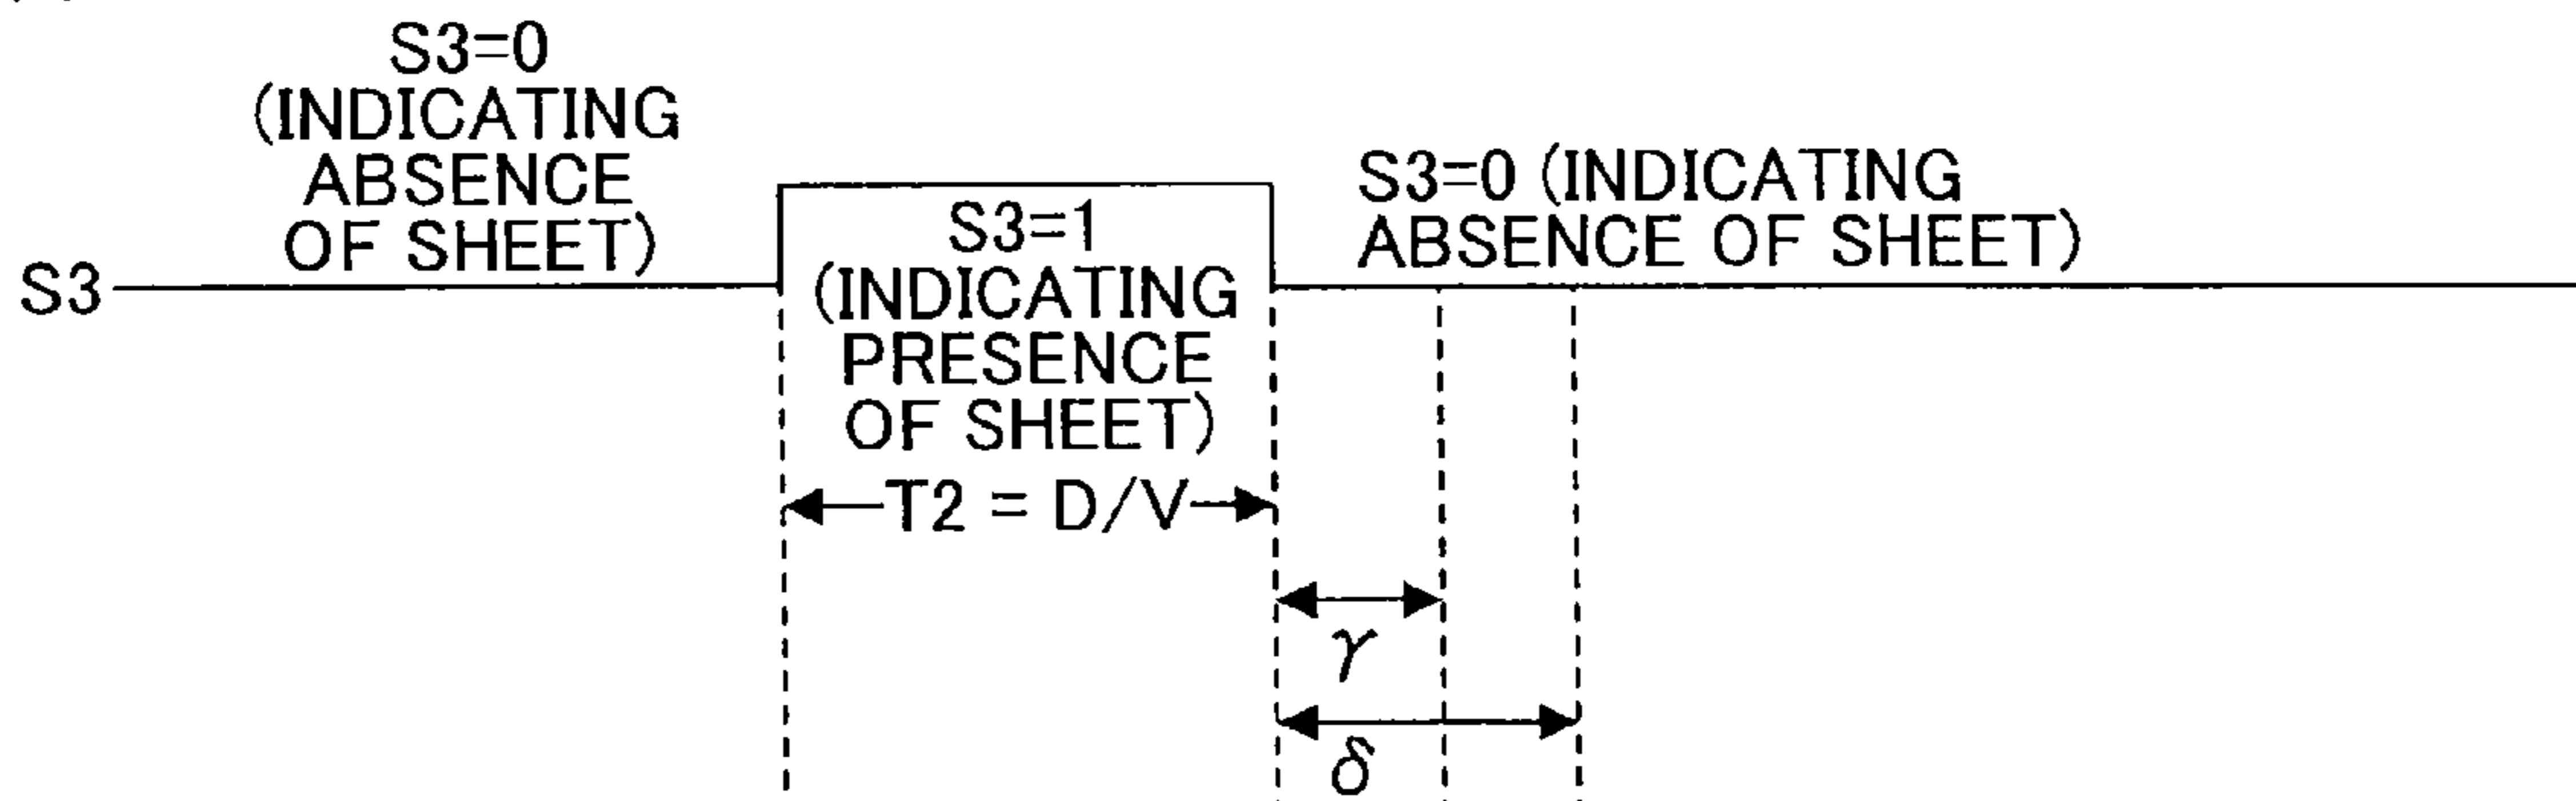 S3=0
(INDICATING
ABSENCE
OF SHEET)
S3=0 (INDICATING
ABSENCE OF SHEET)
S3=1
(INDICATING
PRESENCE
OF SHEET)
S3
T2 = D/V
γ
δ